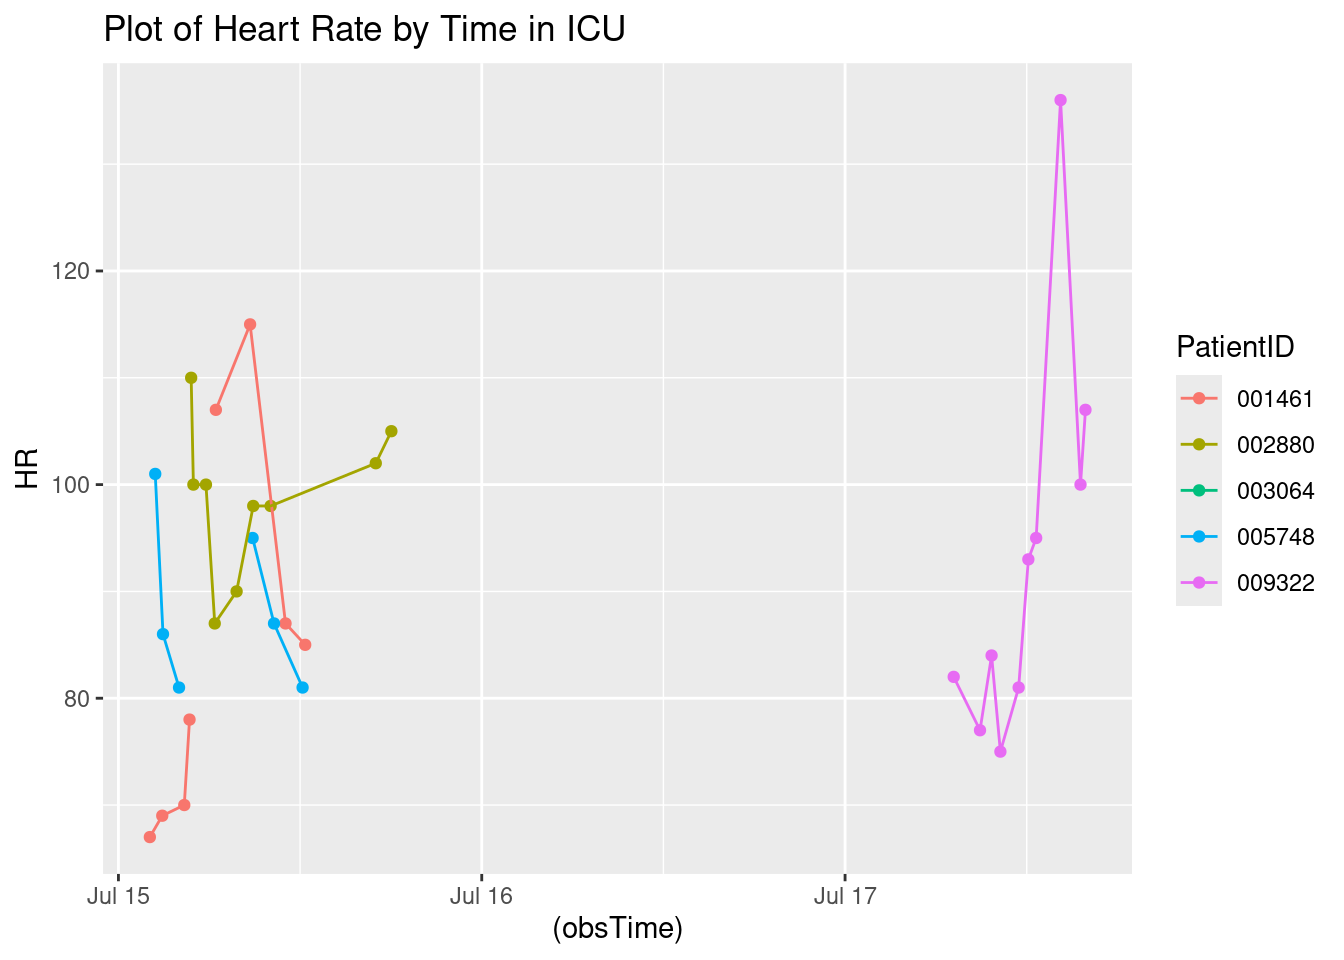 Plot of Heart Rate by Time in ICU
HR
120
100
80
Jul 15
Jul 16
Jul 17
(obsTime)
PatientID
001461
002880
003064
005748
009322